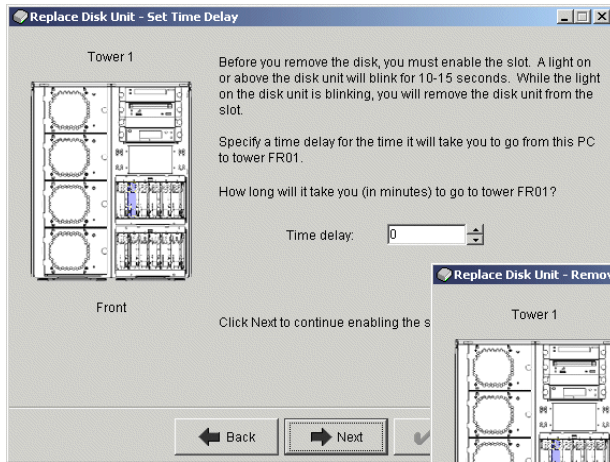 Replace Disk Unit - Set Time Delay
Tower 1
Before you remove the disk, you must enable the slot. A light on
or above the disk unit will blink for 10-15 seconds. While the light
on the disk unit is blinking, you will remove the disk unit from the
slot.
Specify a time delay for the time it will take you to go from this PC
to tower FR01.
How long will it take you (in minutes) to go to tower FR01?
Time delay:
0
Front
Click Next to continue enabling the s
Back
Next
Replace Disk Unit - Remov
Tower 1